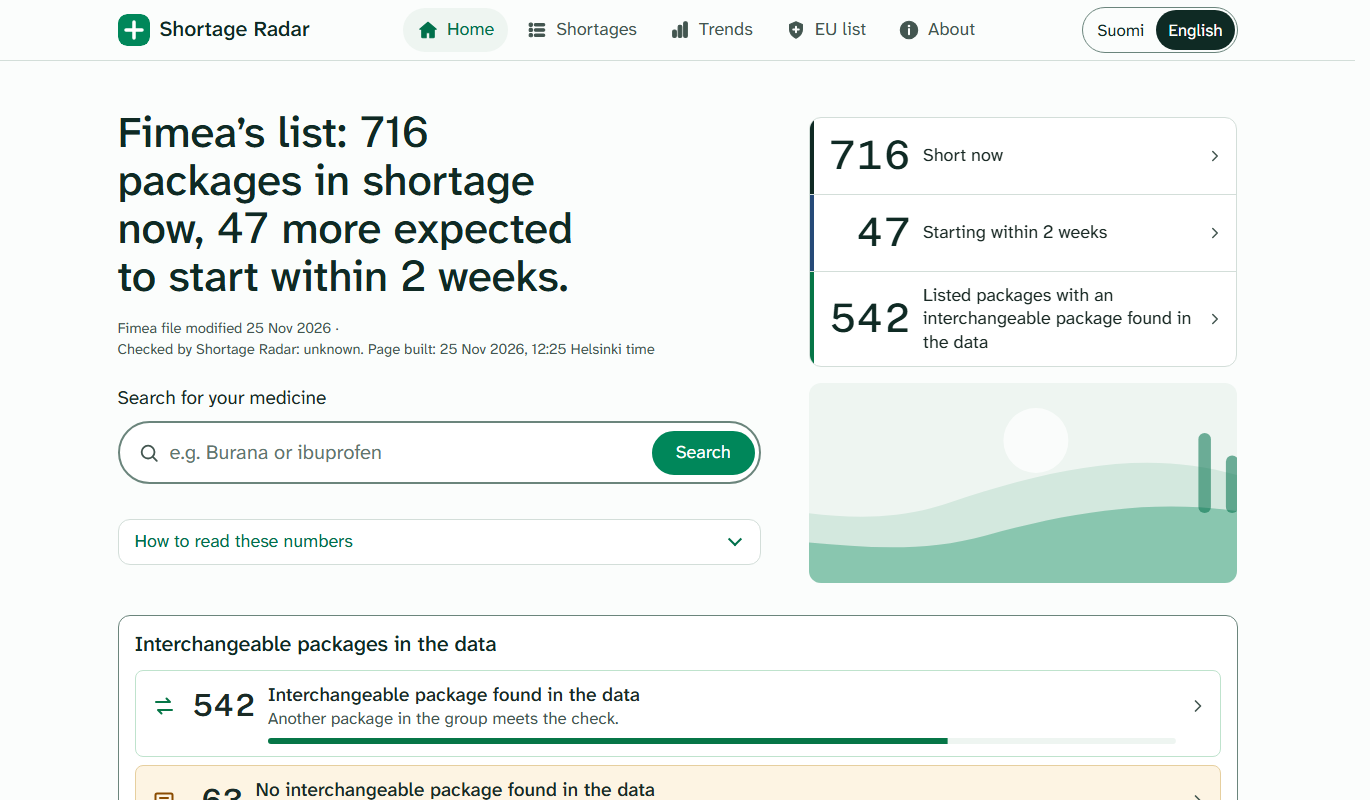 Shortage Radar
Home
Shortages
Trends
EU list
About
Suomi
English
Fimea’s list: 716
packages in shortage
now, 47 more expected
to start within 2 weeks.
Fimea file modified 25 Nov 2026 ·
Checked by Shortage Radar: unknown. Page built: 25 Nov 2026, 12:25 Helsinki time
Search for your medicine
e.g. Burana or ibuprofen
Search
How to read these numbers
716 Short now
47 Starting within 2 weeks
542 Listed packages with an
interchangeable package found in
the data
Interchangeable packages in the data
542 Interchangeable package found in the data
Another package in the group meets the check.
63 No interchangeable package found in the data